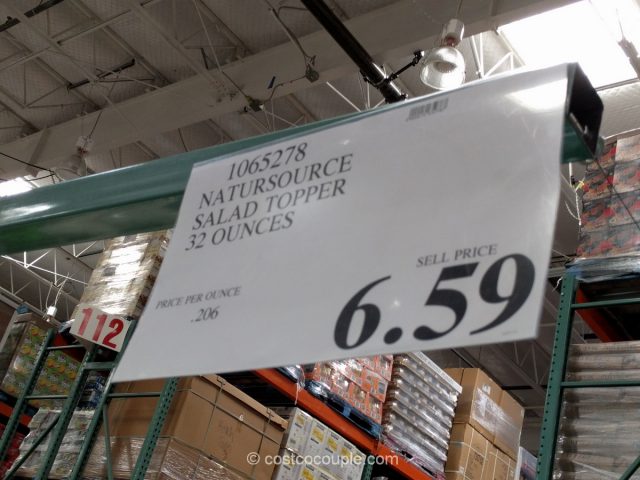 1065278
NATURSOURCE
SALAD TOPPER
32 OUNCES
SELL PRICE
PRICE PER OUNCE
.206
6.59
112
© costcocouple.com